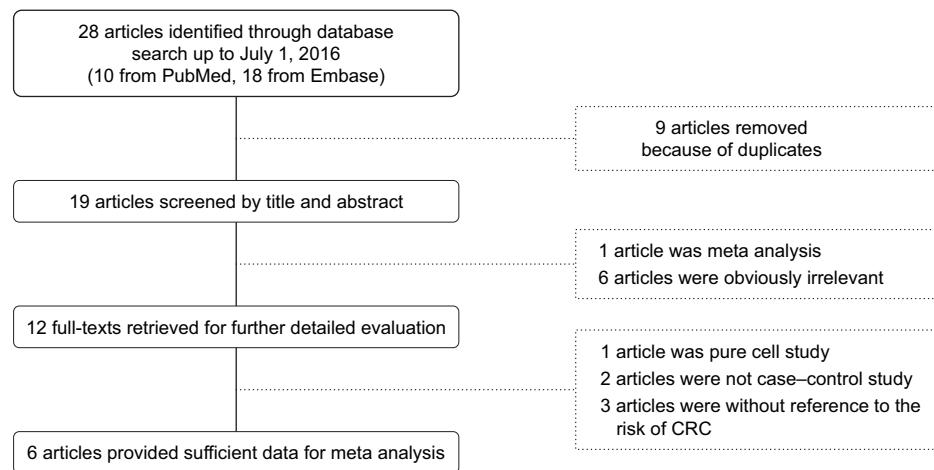 28 articles identified through database
search up to July 1, 2016
(10 from PubMed, 18 from Embase)
9 articles removed
because of duplicates
19 articles screened by title and abstract
1 article was meta analysis
6 articles were obviously irrelevant
12 full-texts retrieved for further detailed evaluation
1 article was pure cell study
2 articles were not case–control study
3 articles were without reference to the
risk of CRC
6 articles provided sufficient data for meta analysis